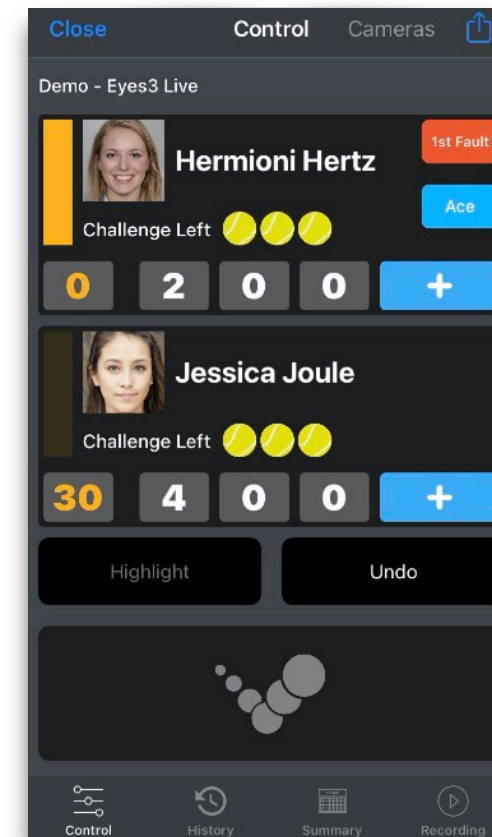 Close Control Cameras
Demo - Eyes3 Live
Hermioni Hertz
1st Fault
Ace
Challenge Left
0 2 0 0 +
Jessica Joule
Challenge Left
30 4 0 0 +
Highlight Undo
Control History Summary Recording